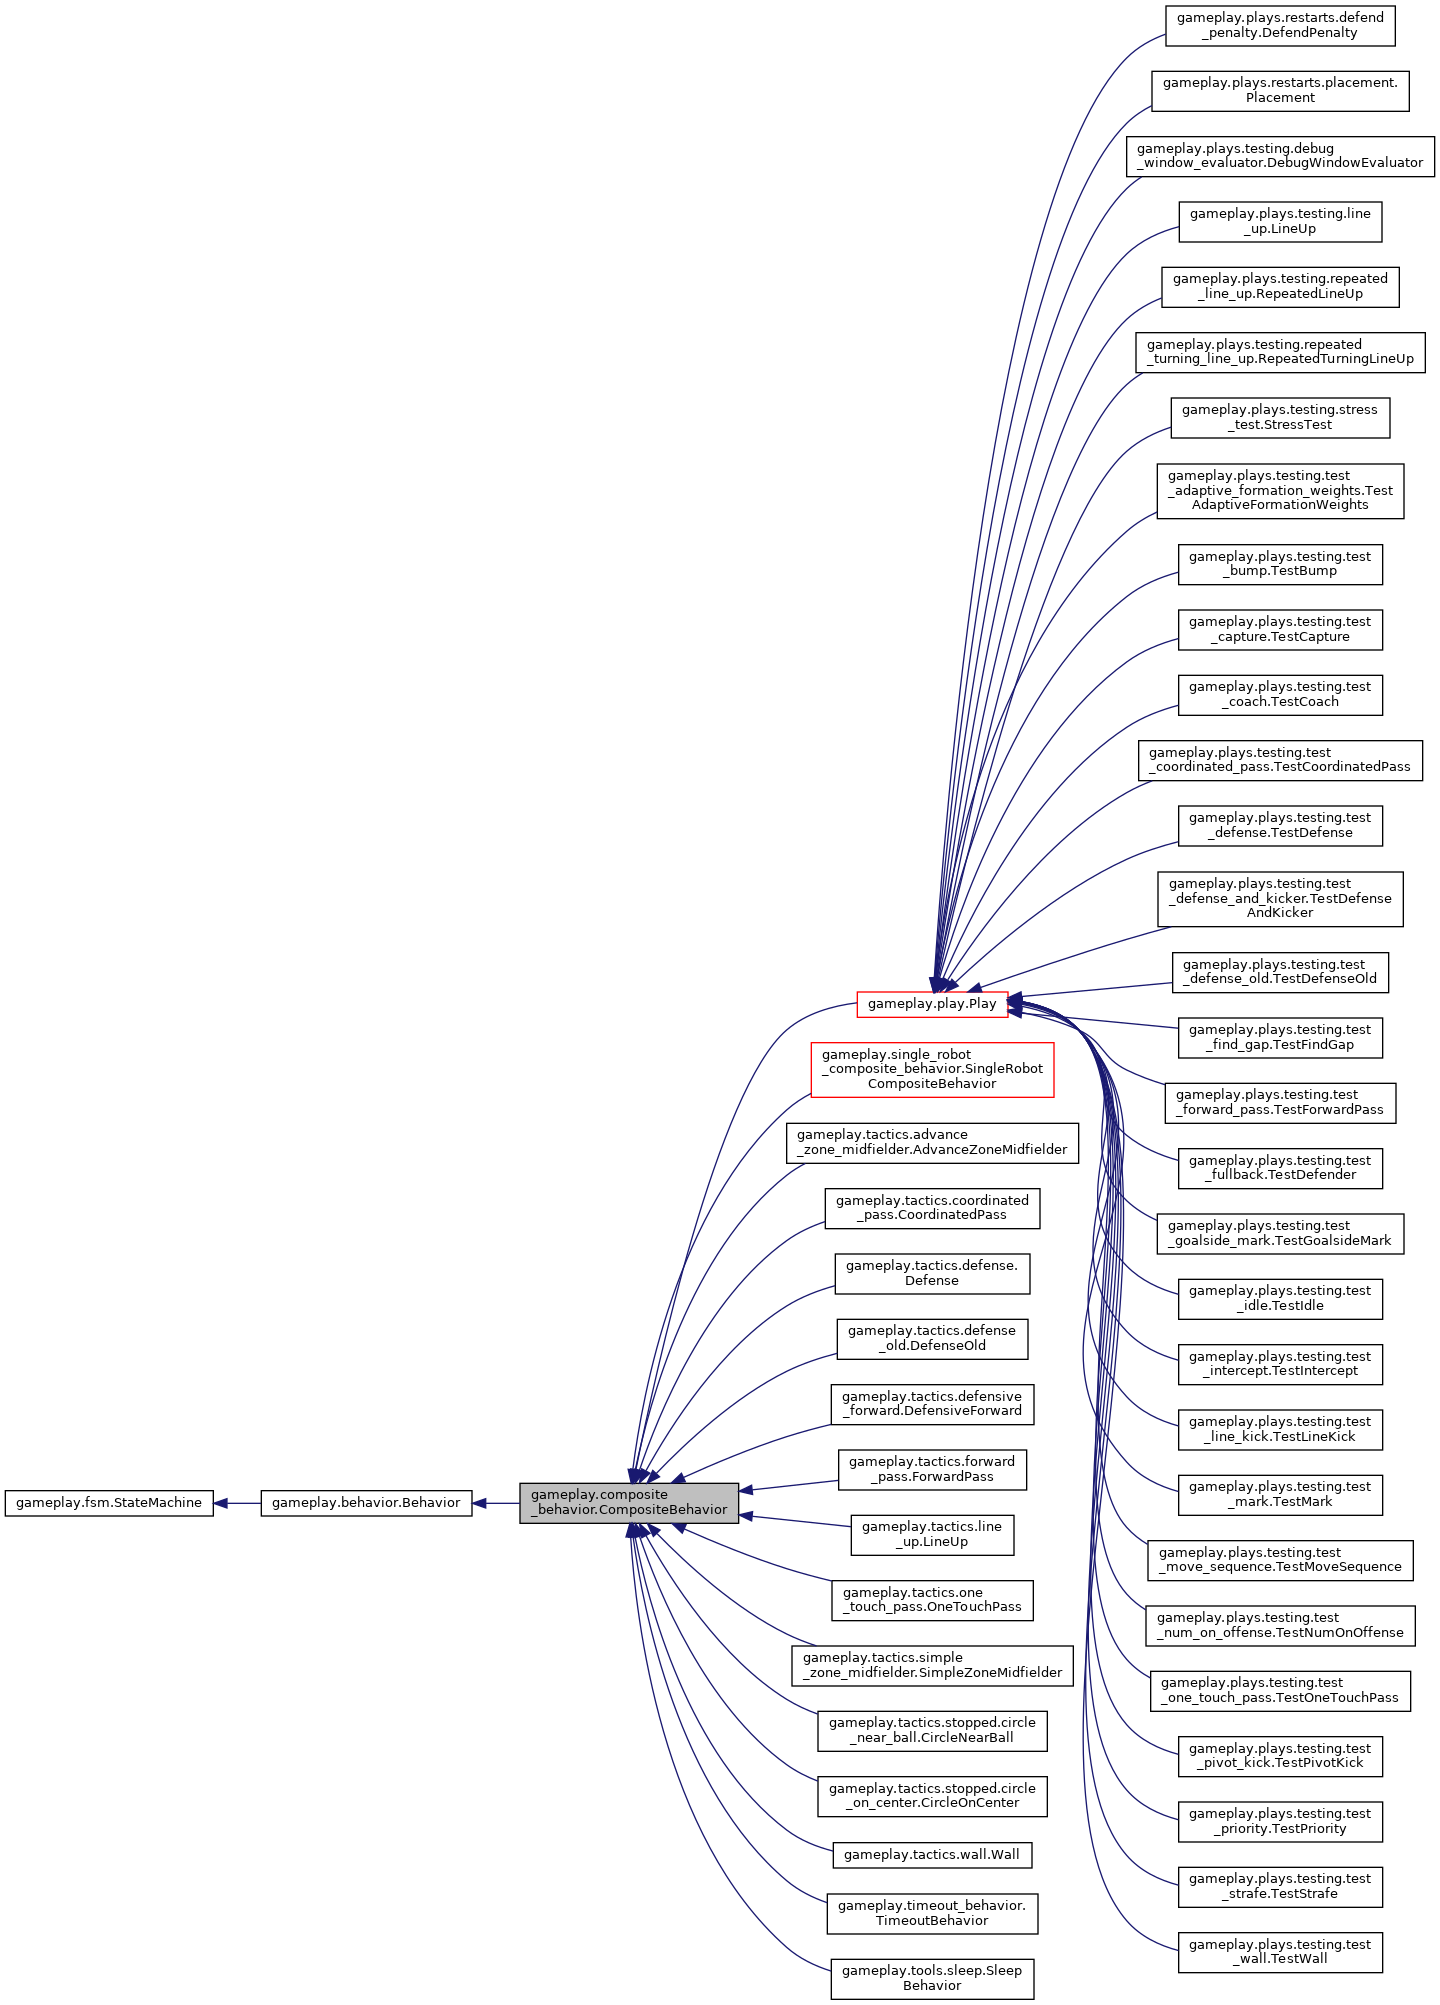 gameplay.fsm.StateMachine
gameplay.behavior.Behavior
gameplay.composite
_behavior.CompositeBehavior
gameplay.play.Play
gameplay.single_robot
_composite_behavior.SingleRobot
CompositeBehavior
gameplay.tactics.advance
_zone_midfielder.AdvanceZoneMidfielder
gameplay.tactics.coordinated
_pass.CoordinatedPass
gameplay.tactics.defense.
Defense
gameplay.tactics.defense
_old.DefenseOld
gameplay.tactics.defensive
_forward.DefensiveForward
gameplay.tactics.forward
_pass.ForwardPass
gameplay.tactics.line
_up.LineUp
gameplay.tactics.one
_touch_pass.OneTouchPass
gameplay.tactics.simple
_zone_midfielder.SimpleZoneMidfielder
gameplay.tactics.stopped.circle
_near_ball.CircleNearBall
gameplay.tactics.stopped.circle
_on_center.CircleOnCenter
gameplay.tactics.wall.Wall
gameplay.timeout_behavior.
TimeoutBehavior
gameplay.tools.sleep.Sleep
Behavior
gameplay.plays.restarts.defend
_penalty.DefendPenalty
gameplay.plays.restarts.placement.
Placement
gameplay.plays.testing.debug
_window_evaluator.DebugWindowEvaluator
gameplay.plays.testing.line
_up.LineUp
gameplay.plays.testing.repeated
_line_up.RepeatedLineUp
gameplay.plays.testing.repeated
_turning_line_up.RepeatedTurningLineUp
gameplay.plays.testing.stress
_test.StressTest
gameplay.plays.testing.test
_adaptive_formation_weights.Test
AdaptiveFormationWeights
gameplay.plays.testing.test
_bump.TestBump
gameplay.plays.testing.test
_capture.TestCapture
gameplay.plays.testing.test
_coach.TestCoach
gameplay.plays.testing.test
_coordinated_pass.TestCoordinatedPass
gameplay.plays.testing.test
_defense.TestDefense
gameplay.plays.testing.test
_defense_and_kicker.TestDefense
AndKicker
gameplay.plays.testing.test
_defense_old.TestDefenseOld
gameplay.plays.testing.test
_find_gap.TestFindGap
gameplay.plays.testing.test
_forward_pass.TestForwardPass
gameplay.plays.testing.test
_fullback.TestDefender
gameplay.plays.testing.test
_goalside_mark.TestGoalsideMark
gameplay.plays.testing.test
_idle.TestIdle
gameplay.plays.testing.test
_intercept.TestIntercept
gameplay.plays.testing.test
_line_kick.TestLineKick
gameplay.plays.testing.test
_mark.TestMark
gameplay.plays.testing.test
_move_sequence.TestMoveSequence
gameplay.plays.testing.test
_num_on_offense.TestNumOnOffense
gameplay.plays.testing.test
_one_touch_pass.TestOneTouchPass
gameplay.plays.testing.test
_pivot_kick.TestPivotKick
gameplay.plays.testing.test
_priority.TestPriority
gameplay.plays.testing.test
_strafe.TestStrafe
gameplay.plays.testing.test
_wall.TestWall